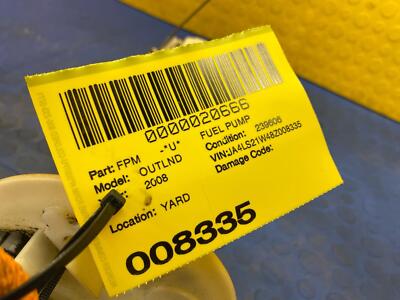 0000020666
-*U*
Part: FPM FUEL PUMP
Model: OUTLND Condition: 239606
2008 VIN:JA4LS21W48Z008335
Damage Code:
Location: YARD
008335